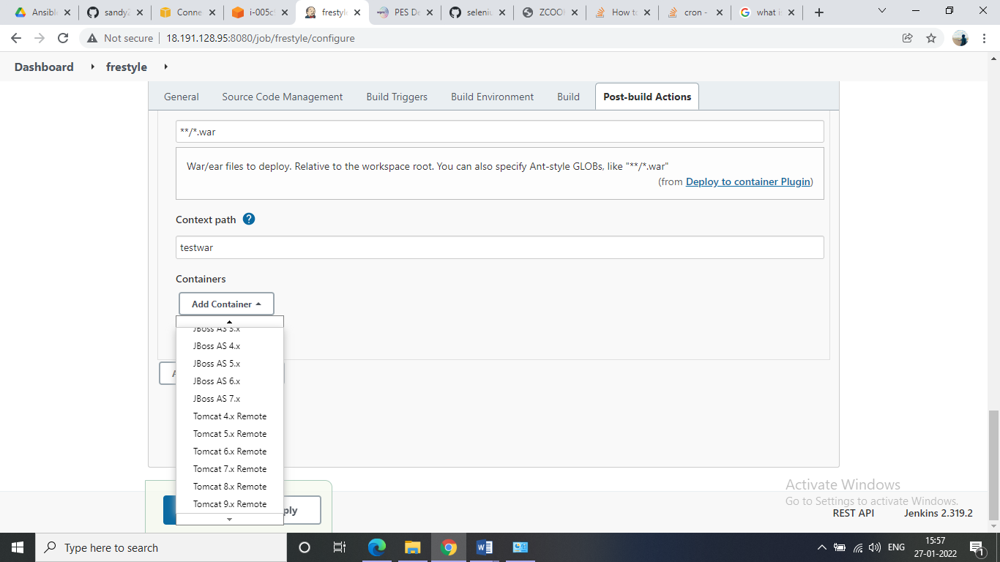 Ansibl
sandy
Conne
i-005c
frestyle
PES De
seleniu
ZCOO
How to
cron -
what i
Not secure
18.191.128.95:8080/job/frestyle/configure
Dashboard
frestyle
General
Source Code Management
Build Triggers
Build Environment
Build
Post-build Actions
**/*.war
War/ear files to deploy. Relative to the workspace root. You can also specify Ant-style GLOBs, like "**/*.war"
(from Deploy to container Plugin)
Context path ?
testwar
Containers
Add Container
JBoss AS 3.x
JBoss AS 4.x
JBoss AS 5.x
JBoss AS 6.x
JBoss AS 7.x
Tomcat 4.x Remote
Tomcat 5.x Remote
Tomcat 6.x Remote
Tomcat 7.x Remote
Tomcat 8.x Remote
Tomcat 9.x Remote
ply
Activate Windows
Go to Settings to activate Windows.
REST API
Jenkins 2.319.2
Type here to search
ENG
15:57
27-01-2022
1